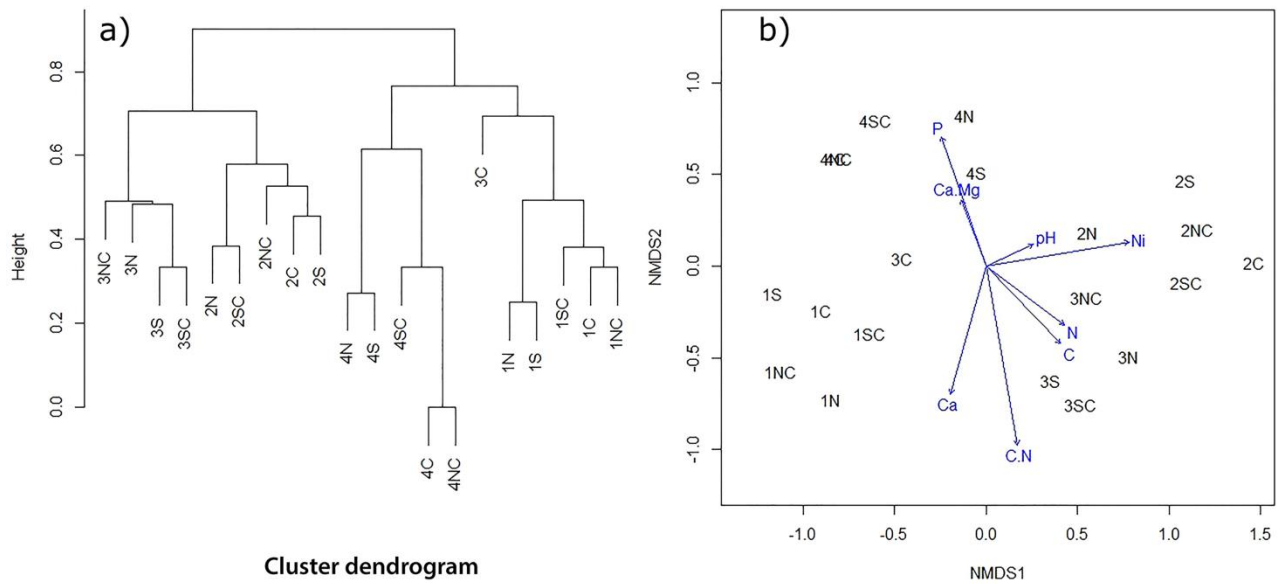 a)
Height
0.8
0.6
0.4
0.2
0.0
3NC
3N
3S
3SC
2N
2SC
2NC
2C
2S
4N
4S
4SC
4C
4NC
3C
1N
1S
1SC
1C
1NC
Cluster dendrogram
b)
NMDS2
1.0
0.5
0.0
-0.5
-1.0
4SC
4N
P
4NC
4S
Ca.Mg
2S
pH
2N
Ni
2NC
3C
2C
2SC
1S
3NC
1C
1SC
N
C
3N
1NC
3S
1N
Ca
3SC
C.N
-1.0
-0.5
0.0
0.5
1.0
1.5
NMDS1